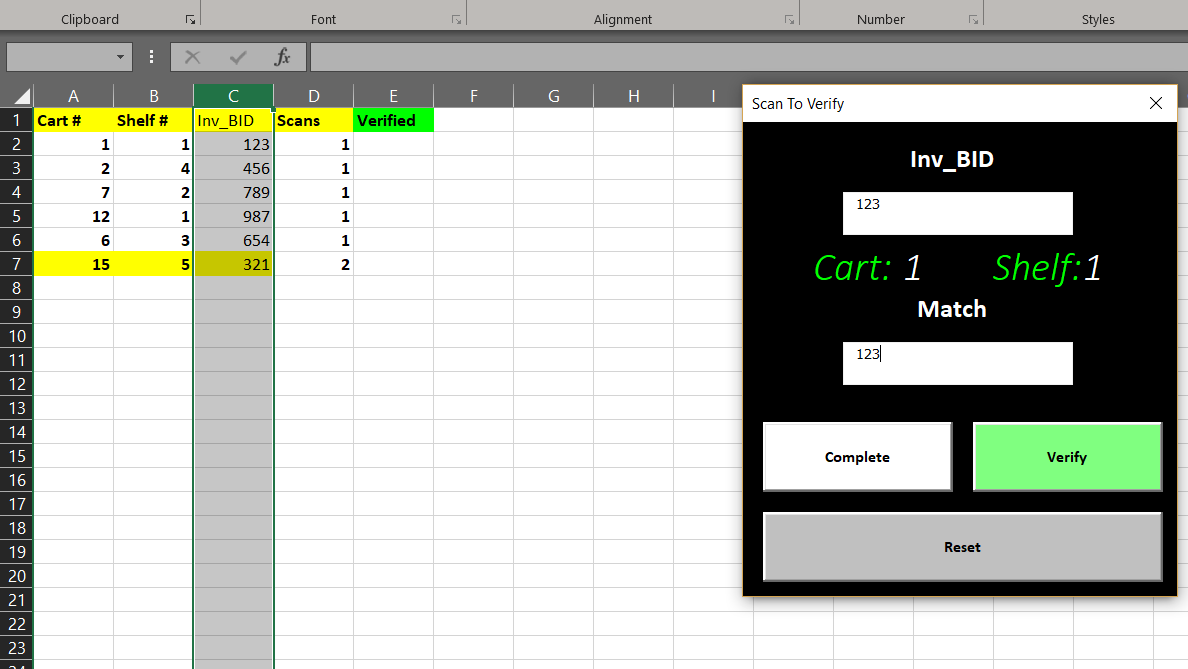 Clipboard Font Alignment Number Styles
fx
A B C D E F G H I
1 Cart # Shelf # Inv_BID Scans Verified
2 1 1 123 1
3 2 4 456 1
4 7 2 789 1
5 12 1 987 1
6 6 3 654 1
7 15 5 321 2
8
9
10
11
12
13
14
15
16
17
18
19
20
21
22
23
24
Scan To Verify
Inv_BID
123
Cart: 1 Shelf: 1
Match
123
Complete Verify
Reset